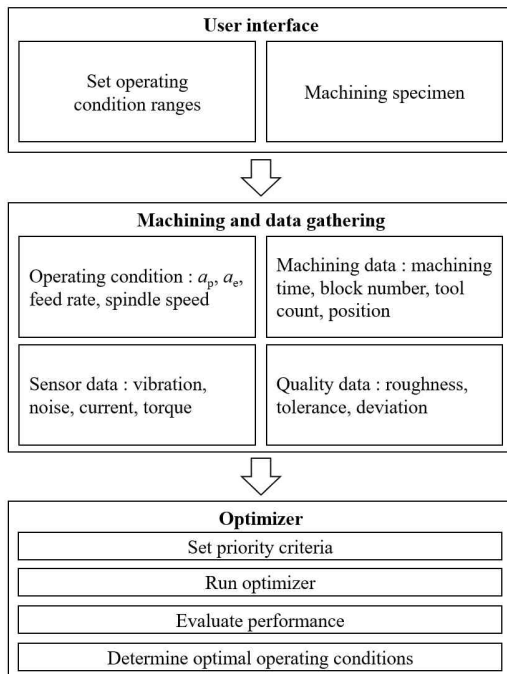 User interface
Set operating
condition ranges
Machining specimen
Machining and data gathering
Operating condition : ap, ae,
feed rate, spindle speed
Machining data : machining
time, block number, tool
count, position
Sensor data : vibration,
noise, current, torque
Quality data : roughness,
tolerance, deviation
Optimizer
Set priority criteria
Run optimizer
Evaluate performance
Determine optimal operating conditions